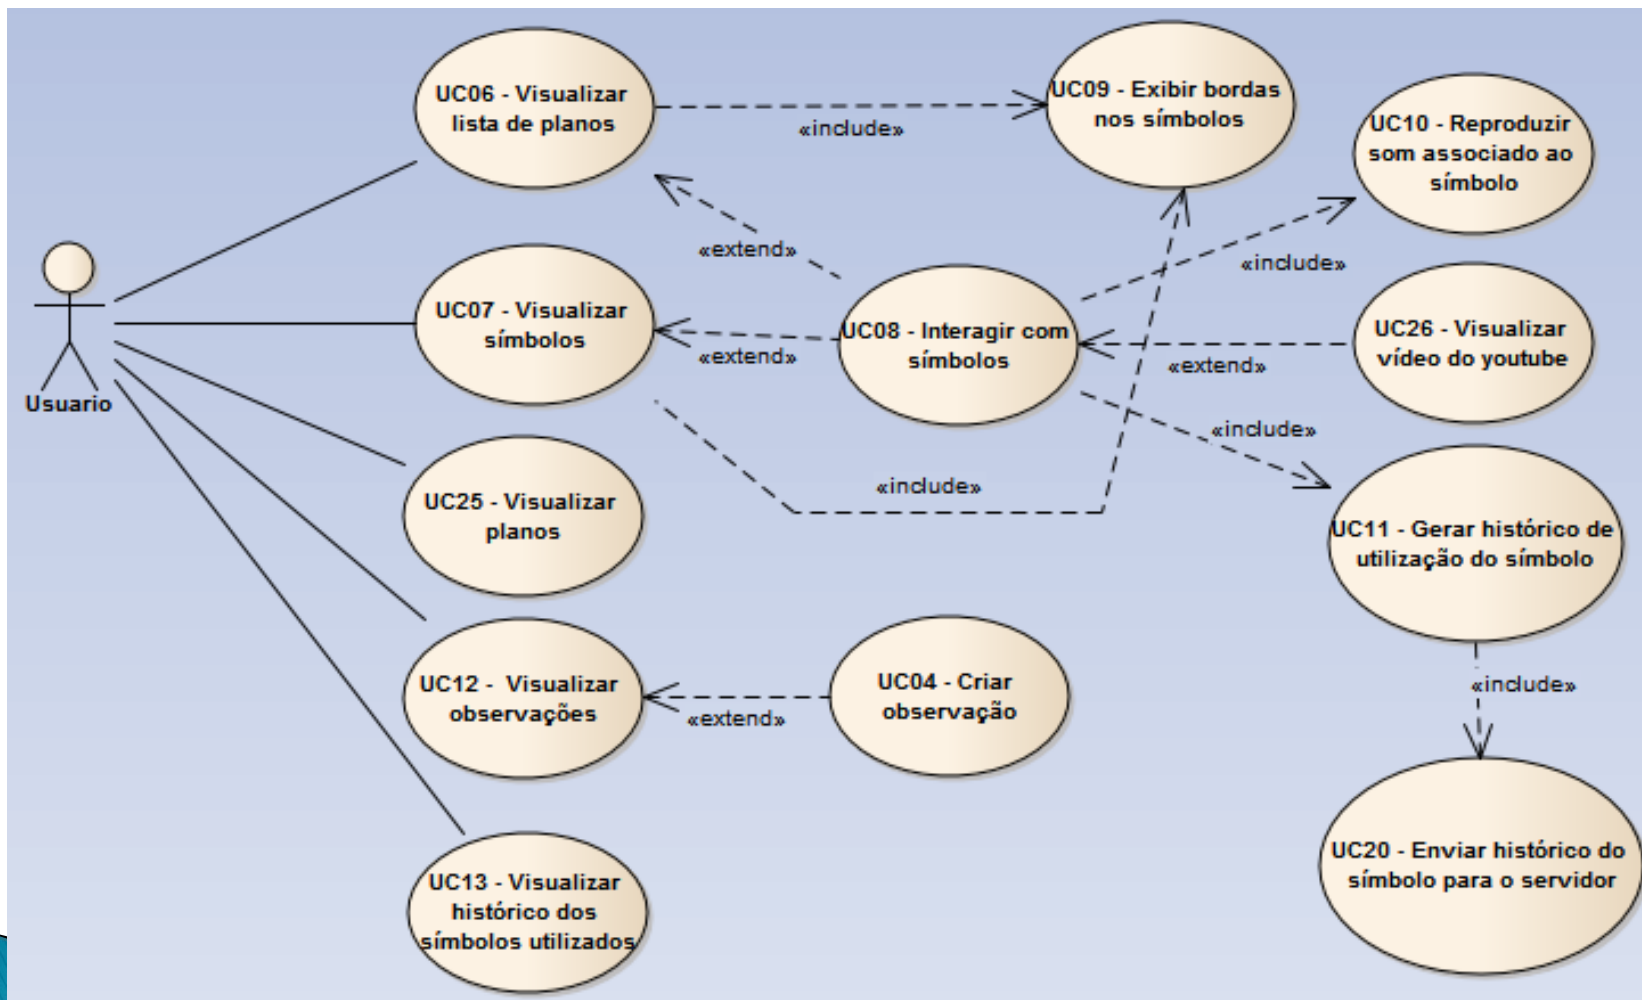 UC06 - Visualizar
lista de planos
«include»
UC09 - Exibir bordas
nos símbolos
UC10 - Reproduzir
som associado ao
símbolo
«extend»
«include»
Usuario
UC07 - Visualizar
símbolos
«extend»
UC08 - Interagir com
símbolos
«extend»
UC26 - Visualizar
vídeo do youtube
«include»
«include»
UC25 - Visualizar
planos
UC11 - Gerar histórico de
utilização do símbolo
UC12 - Visualizar
observações
«extend»
UC04 - Criar
observação
«include»
UC13 - Visualizar
histórico dos
símbolos utilizados
UC20 - Enviar histórico do
símbolo para o servidor